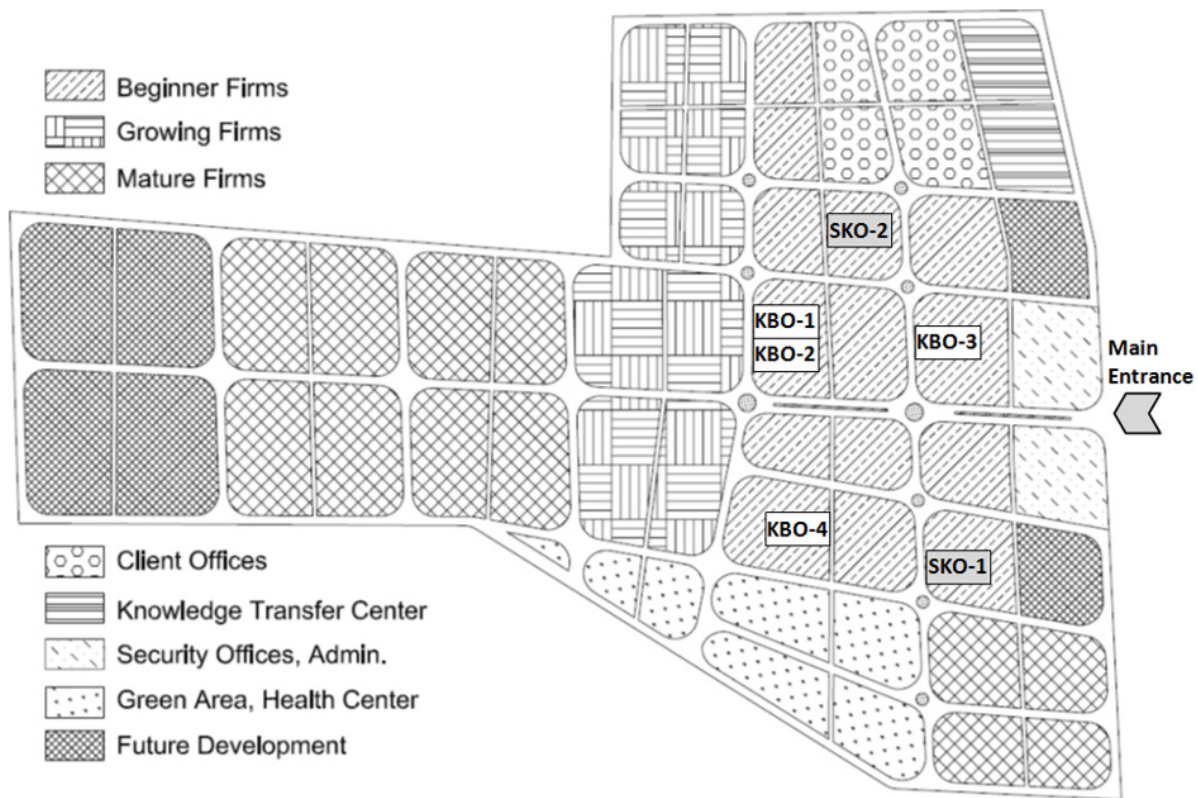 Beginner Firms
Growing Firms
Mature Firms
SKO-2
KBO-1
KBO-2
KBO-3
Main
Entrance
KBO-4
SKO-1
Client Offices
Knowledge Transfer Center
Security Offices, Admin.
Green Area, Health Center
Future Development